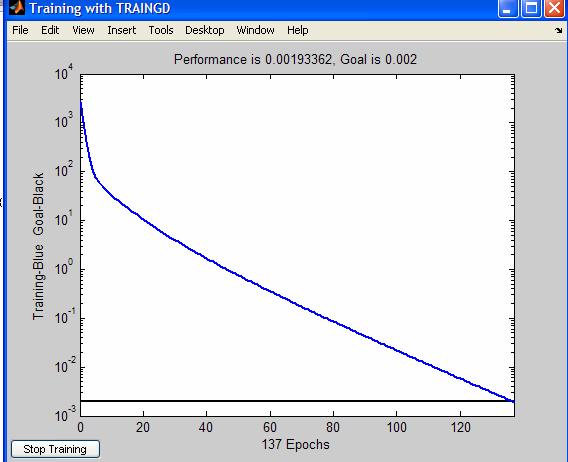 Training with TRAINGD
File Edit View Insert Tools Desktop Window Help
Performance is 0.00193362, Goal is 0.002
Training-Blue Goal-Black
10^4
10^3
10^2
10^1
10^0
10^-1
10^-2
10^-3
0 20 40 60 80 100 120
137 Epochs
Stop Training